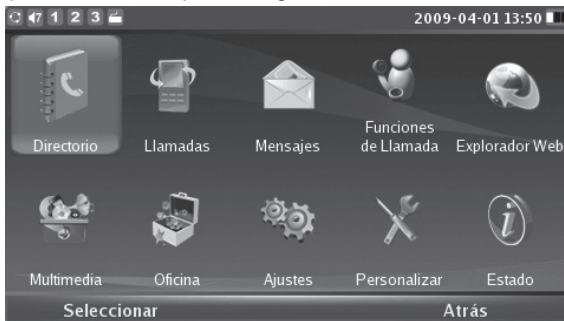 7 1 2 3 2009-04-01 13:50
Directorio Llamadas Mensajes Funciones de Llamada Explorador Web
Multimedia Oficina Ajustes Personalizar Estado
Seleccionar Atrás